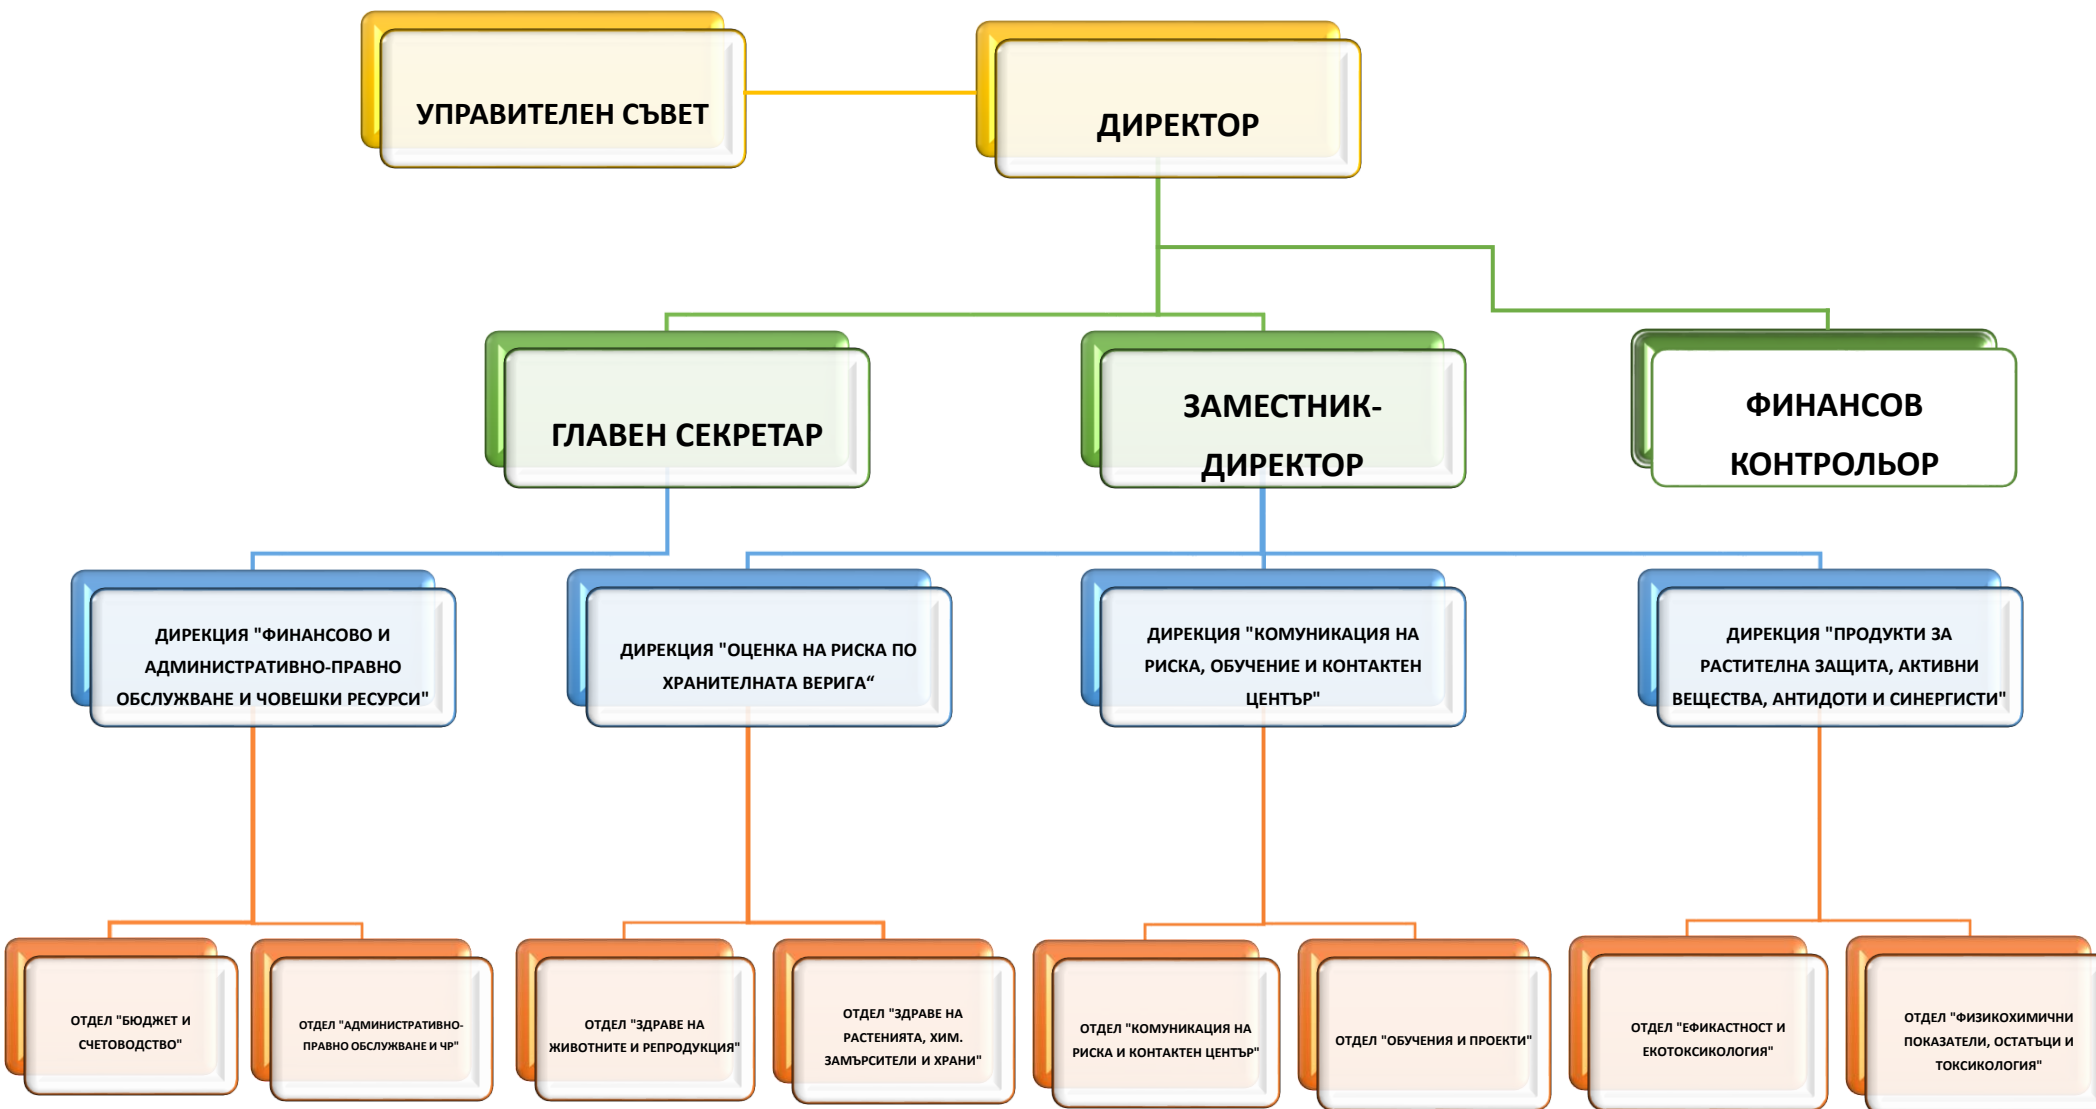 УПРАВИТЕЛЕН СЪВЕТ
ДИРЕКТОР
ГЛАВЕН СЕКРЕТАР
ЗАМЕСТНИК-
ДИРЕКТОР
ФИНАНСОВ
КОНТРОЛЬОР
ДИРЕКЦИЯ "ФИНАНСОВО И
АДМИНИСТРАТИВНО-ПРАВНО
ОБСЛУЖВАНЕ И ЧОВЕШКИ РЕСУРСИ"
ДИРЕКЦИЯ "ОЦЕНКА НА РИСКА ПО
ХРАНИТЕЛНАТА ВЕРИГА“
ДИРЕКЦИЯ "КОМУНИКАЦИЯ НА
РИСКА, ОБУЧЕНИЕ И КОНТАКТЕН
ЦЕНТЪР"
ДИРЕКЦИЯ "ПРОДУКТИ ЗА
РАСТИТЕЛНА ЗАЩИТА, АКТИВНИ
ВЕЩЕСТВА, АНТИДОТИ И СИНЕРГИСТИ"
ОТДЕЛ "БЮДЖЕТ И
СЧЕТОВОДСТВО"
ОТДЕЛ "АДМИНИСТРАТИВНО-
ПРАВНО ОБСЛУЖВАНЕ И ЧР"
ОТДЕЛ "ЗДРАВЕ НА
ЖИВОТНИТЕ И РЕПРОДУКЦИЯ"
ОТДЕЛ "ЗДРАВЕ НА
РАСТЕНИЯТА, ХИМ.
ЗАМЪРСИТЕЛИ И ХРАНИ"
ОТДЕЛ "КОМУНИКАЦИЯ НА
РИСКА И КОНТАКТЕН ЦЕНТЪР"
ОТДЕЛ "ОБУЧЕНИЯ И ПРОЕКТИ"
ОТДЕЛ "ЕФИКАСТНОСТ И
ЕКОТОКСИКОЛОГИЯ"
ОТДЕЛ "ФИЗИКОХИМИЧНИ
ПОКАЗАТЕЛИ, ОСТАТЪЦИ И
ТОКСИКОЛОГИЯ"